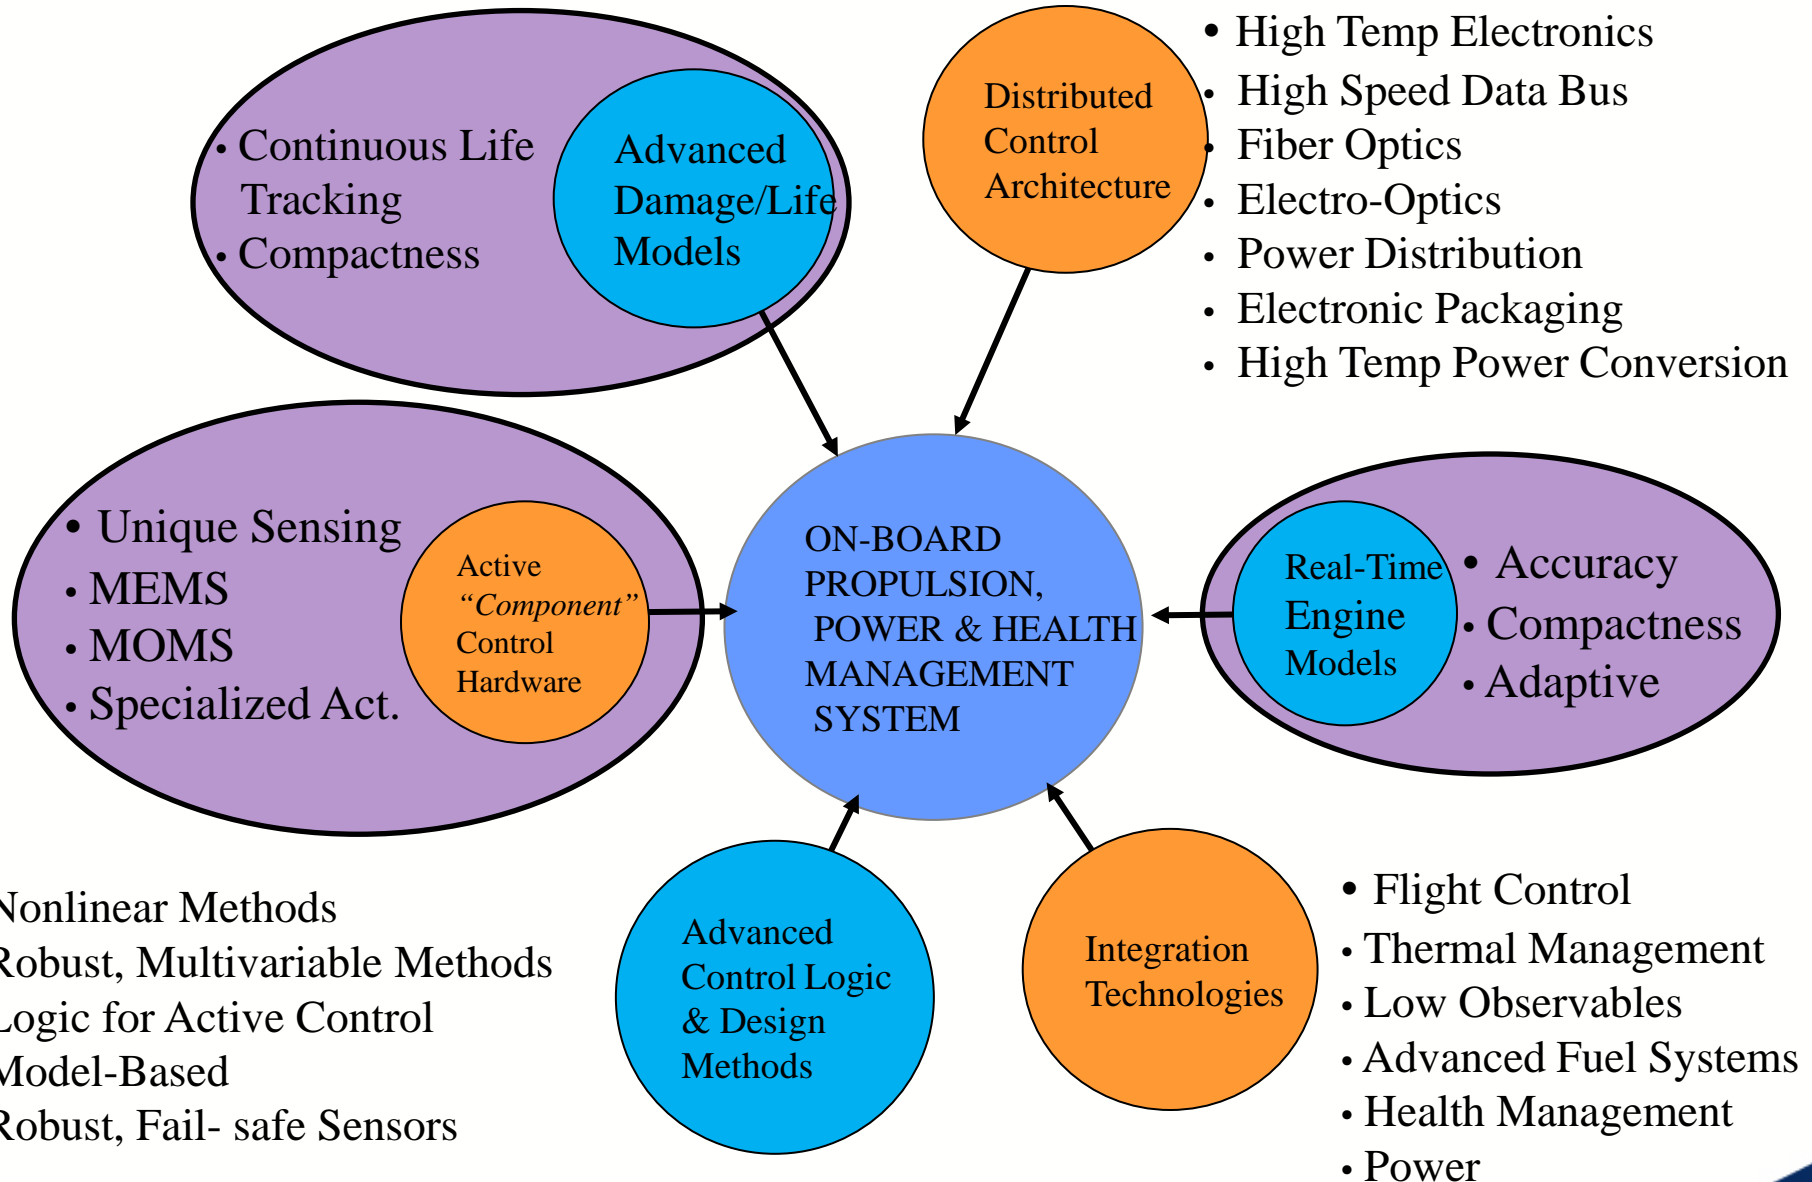 • Continuous Life
Tracking
• Compactness
Advanced
Damage/Life
Models
Distributed
Control
Architecture
• High Temp Electronics
• High Speed Data Bus
• Fiber Optics
• Electro-Optics
• Power Distribution
• Electronic Packaging
• High Temp Power Conversion
• Unique Sensing
• MEMS
• MOMS
• Specialized Act.
Active
“Component”
Control
Hardware
ON-BOARD
PROPULSION,
POWER & HEALTH
MANAGEMENT
SYSTEM
Real-Time
Engine
Models
• Accuracy
• Compactness
• Adaptive
Nonlinear Methods
Robust, Multivariable Methods
Logic for Active Control
Model-Based
Robust, Fail- safe Sensors
Advanced
Control Logic
& Design
Methods
Integration
Technologies
• Flight Control
• Thermal Management
• Low Observables
• Advanced Fuel Systems
• Health Management
• Power